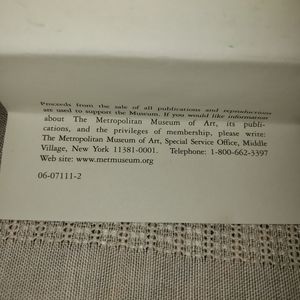 Proceeds from the sale of all publications and reproductions
are used to support the Museum. If you would like information
about The Metropolitan Museum of Art, its publi-
cations, and the privileges of membership, please write:
The Metropolitan Museum of Art, Special Service Office, Middle
Village, New York 11381-0001. Telephone: 1-800-662-3397
Web site: www.metmuseum.org
06-07111-2